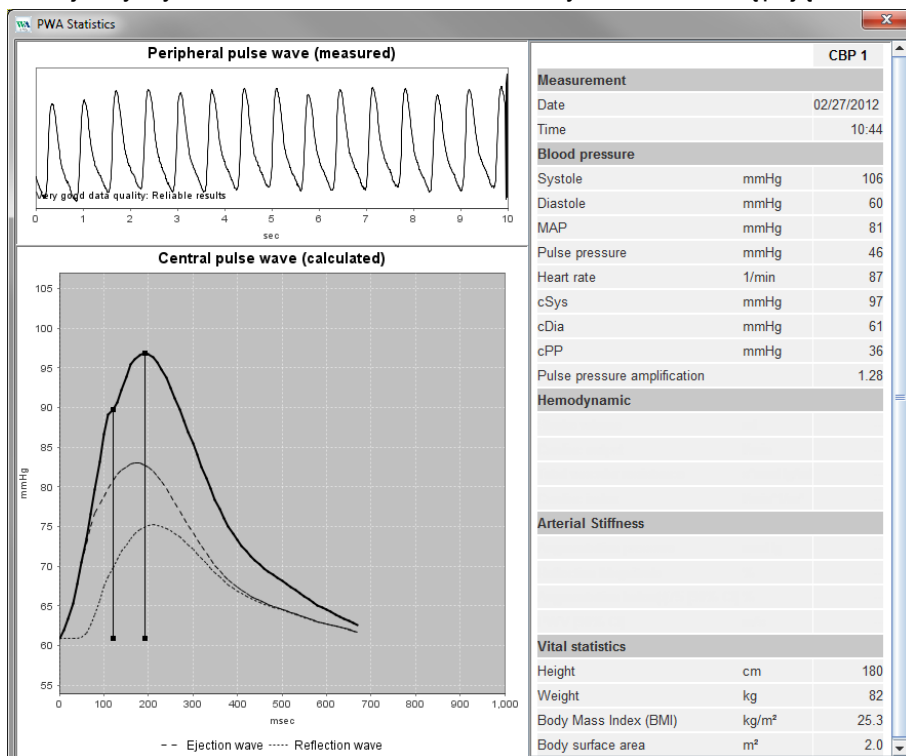 PWA Statistics
Peripheral pulse wave (measured)
Very good data quality: Reliable results
0 1 2 3 4 5 6 7 8 9 10
sec
Central pulse wave (calculated)
105
100
95
90
85
80
75
70
65
60
55
mmHg
0 100 200 300 400 500 600 700 800 900 1,000
msec
Ejection wave Reflection wave
CBP 1
Measurement
Date 02/27/2012
Time 10:44
Blood pressure
Systole mmHg 106
Diastole mmHg 60
MAP mmHg 81
Pulse pressure mmHg 46
Heart rate 1/min 87
cSys mmHg 97
cDia mmHg 61
cPP mmHg 36
Pulse pressure amplification 1.28
Hemodynamic
Arterial Stiffness
Vital statistics
Height cm 180
Weight kg 82
Body Mass Index (BMI) kg/m² 25.3
Body surface area m² 2.0